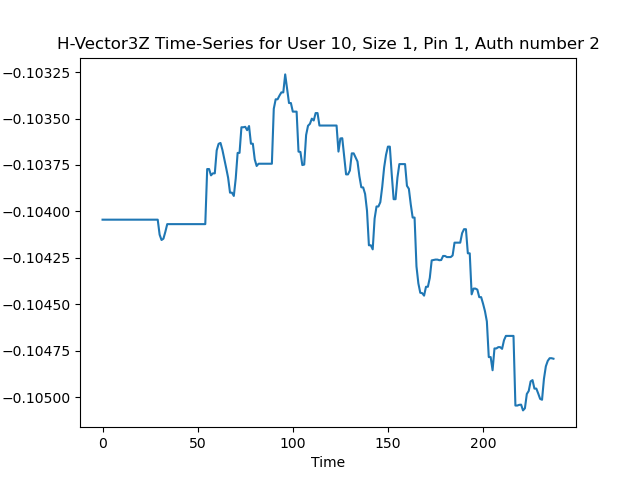 H-Vector3Z Time-Series for User 10, Size 1, Pin 1, Auth number 2
−0.10325
−0.10350
−0.10375
−0.10400
−0.10425
−0.10450
−0.10475
−0.10500
0 50 100 150 200
Time